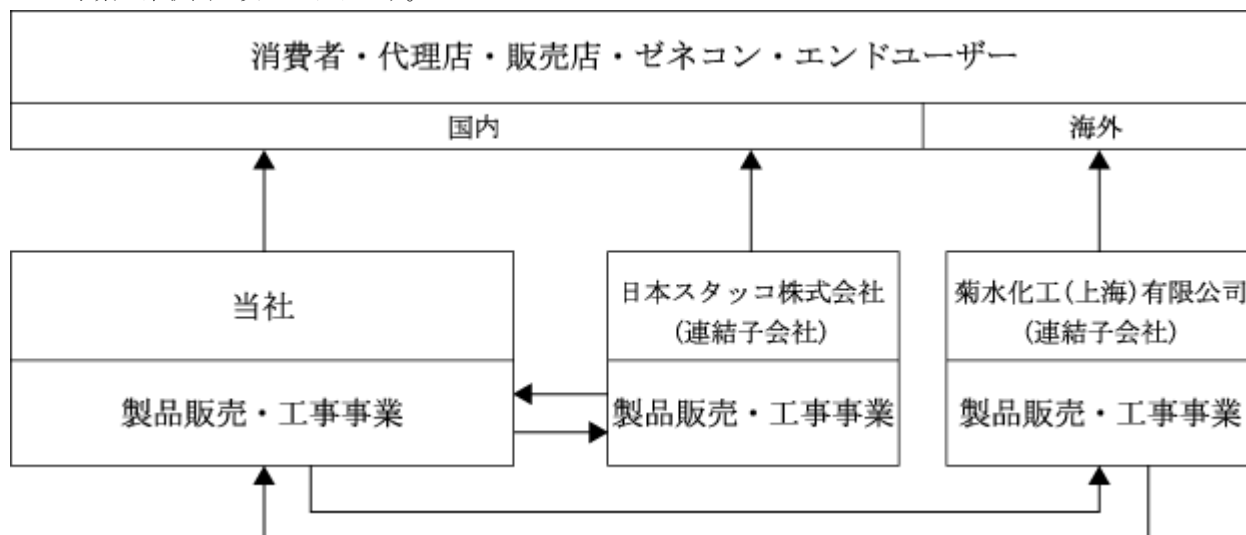 消費者・代理店・販売店・ゼネコン・エンドユーザー
国内
海外
当社
日本スタッコ株式会社
(連結子会社)
菊水化工(上海)有限公司
(連結子会社)
製品販売・工事事業
製品販売・工事事業
製品販売・工事事業